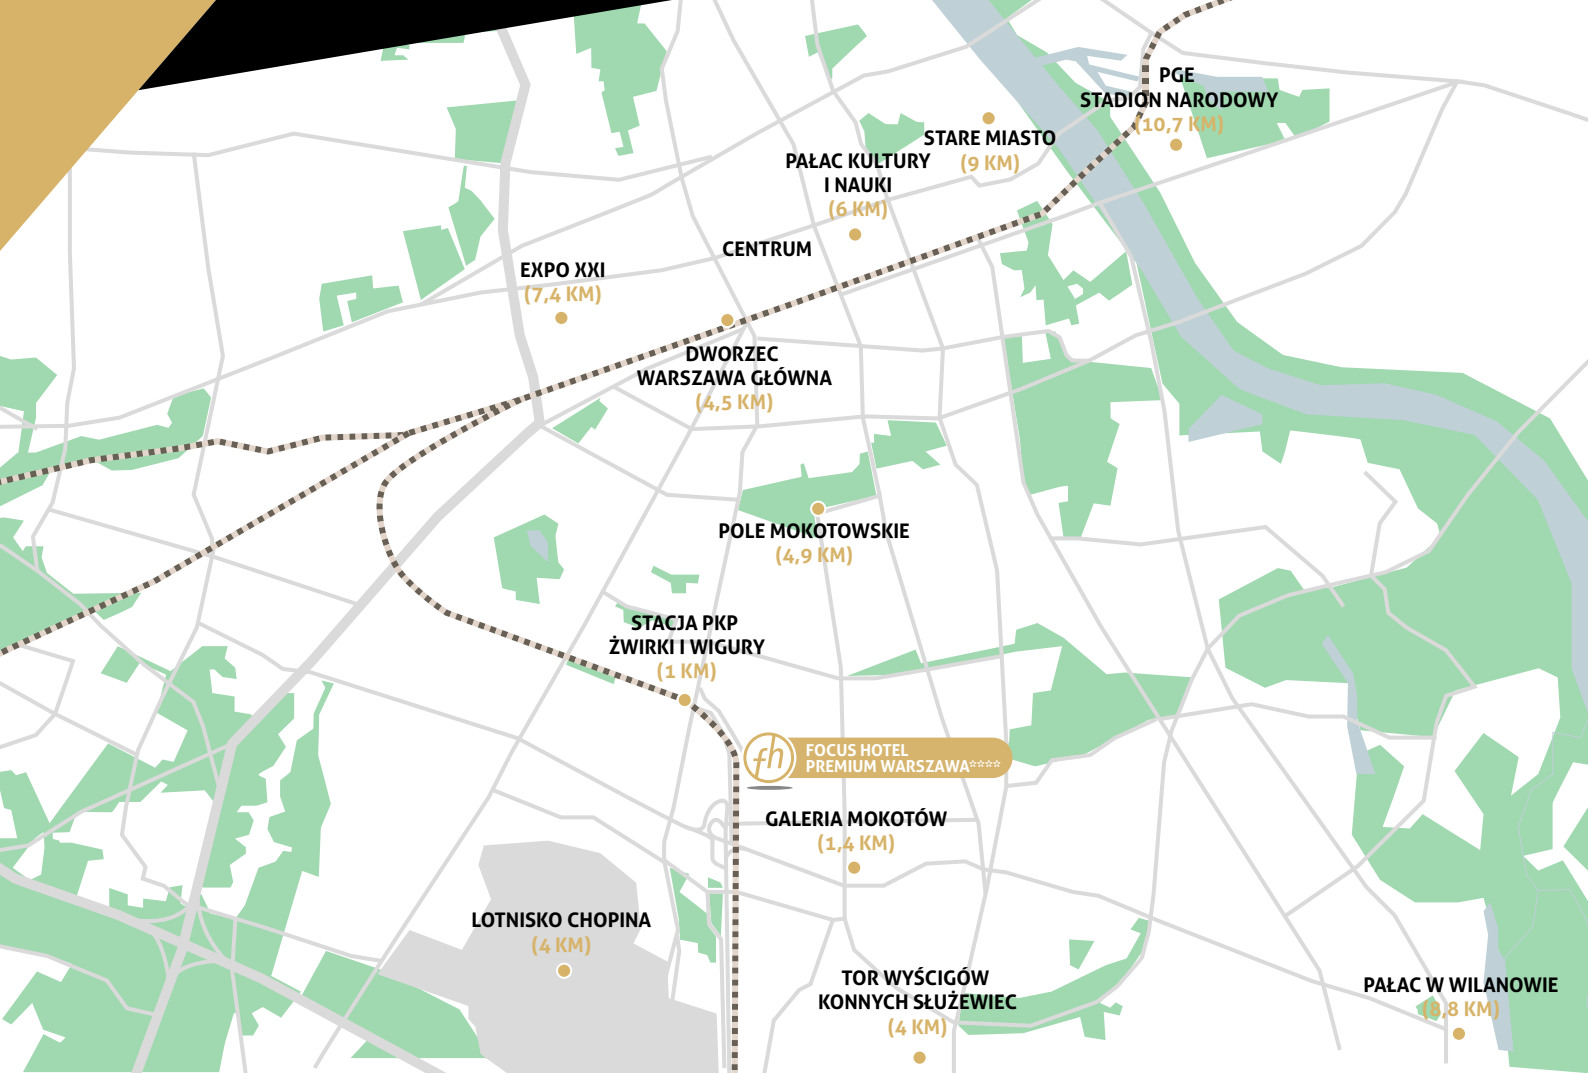 PGE
STADION NARODOWY
(10,7 KM)
STARE MIASTO
(9 KM)
PAŁAC KULTURY
I NAUKI
(6 KM)
CENTRUM
EXPO XXI
(7,4 KM)
DWORZEC
WARSZAWA GŁÓWNA
(4,5 KM)
POLE MOKOTOWSKIE
(4,9 KM)
STACJA PKP
ŻWIRKI I WIGURY
(1 KM)
fh
FOCUS HOTEL
PREMIUM WARSZAWA☆☆☆☆
GALERIA MOKOTÓW
(1,4 KM)
LOTNISKO CHOPINA
(4 KM)
TOR WYŚCIGÓW
KONNYCH SŁUŻEWIEC
(4 KM)
PAŁAC W WILANOWIE
(8,8 KM)